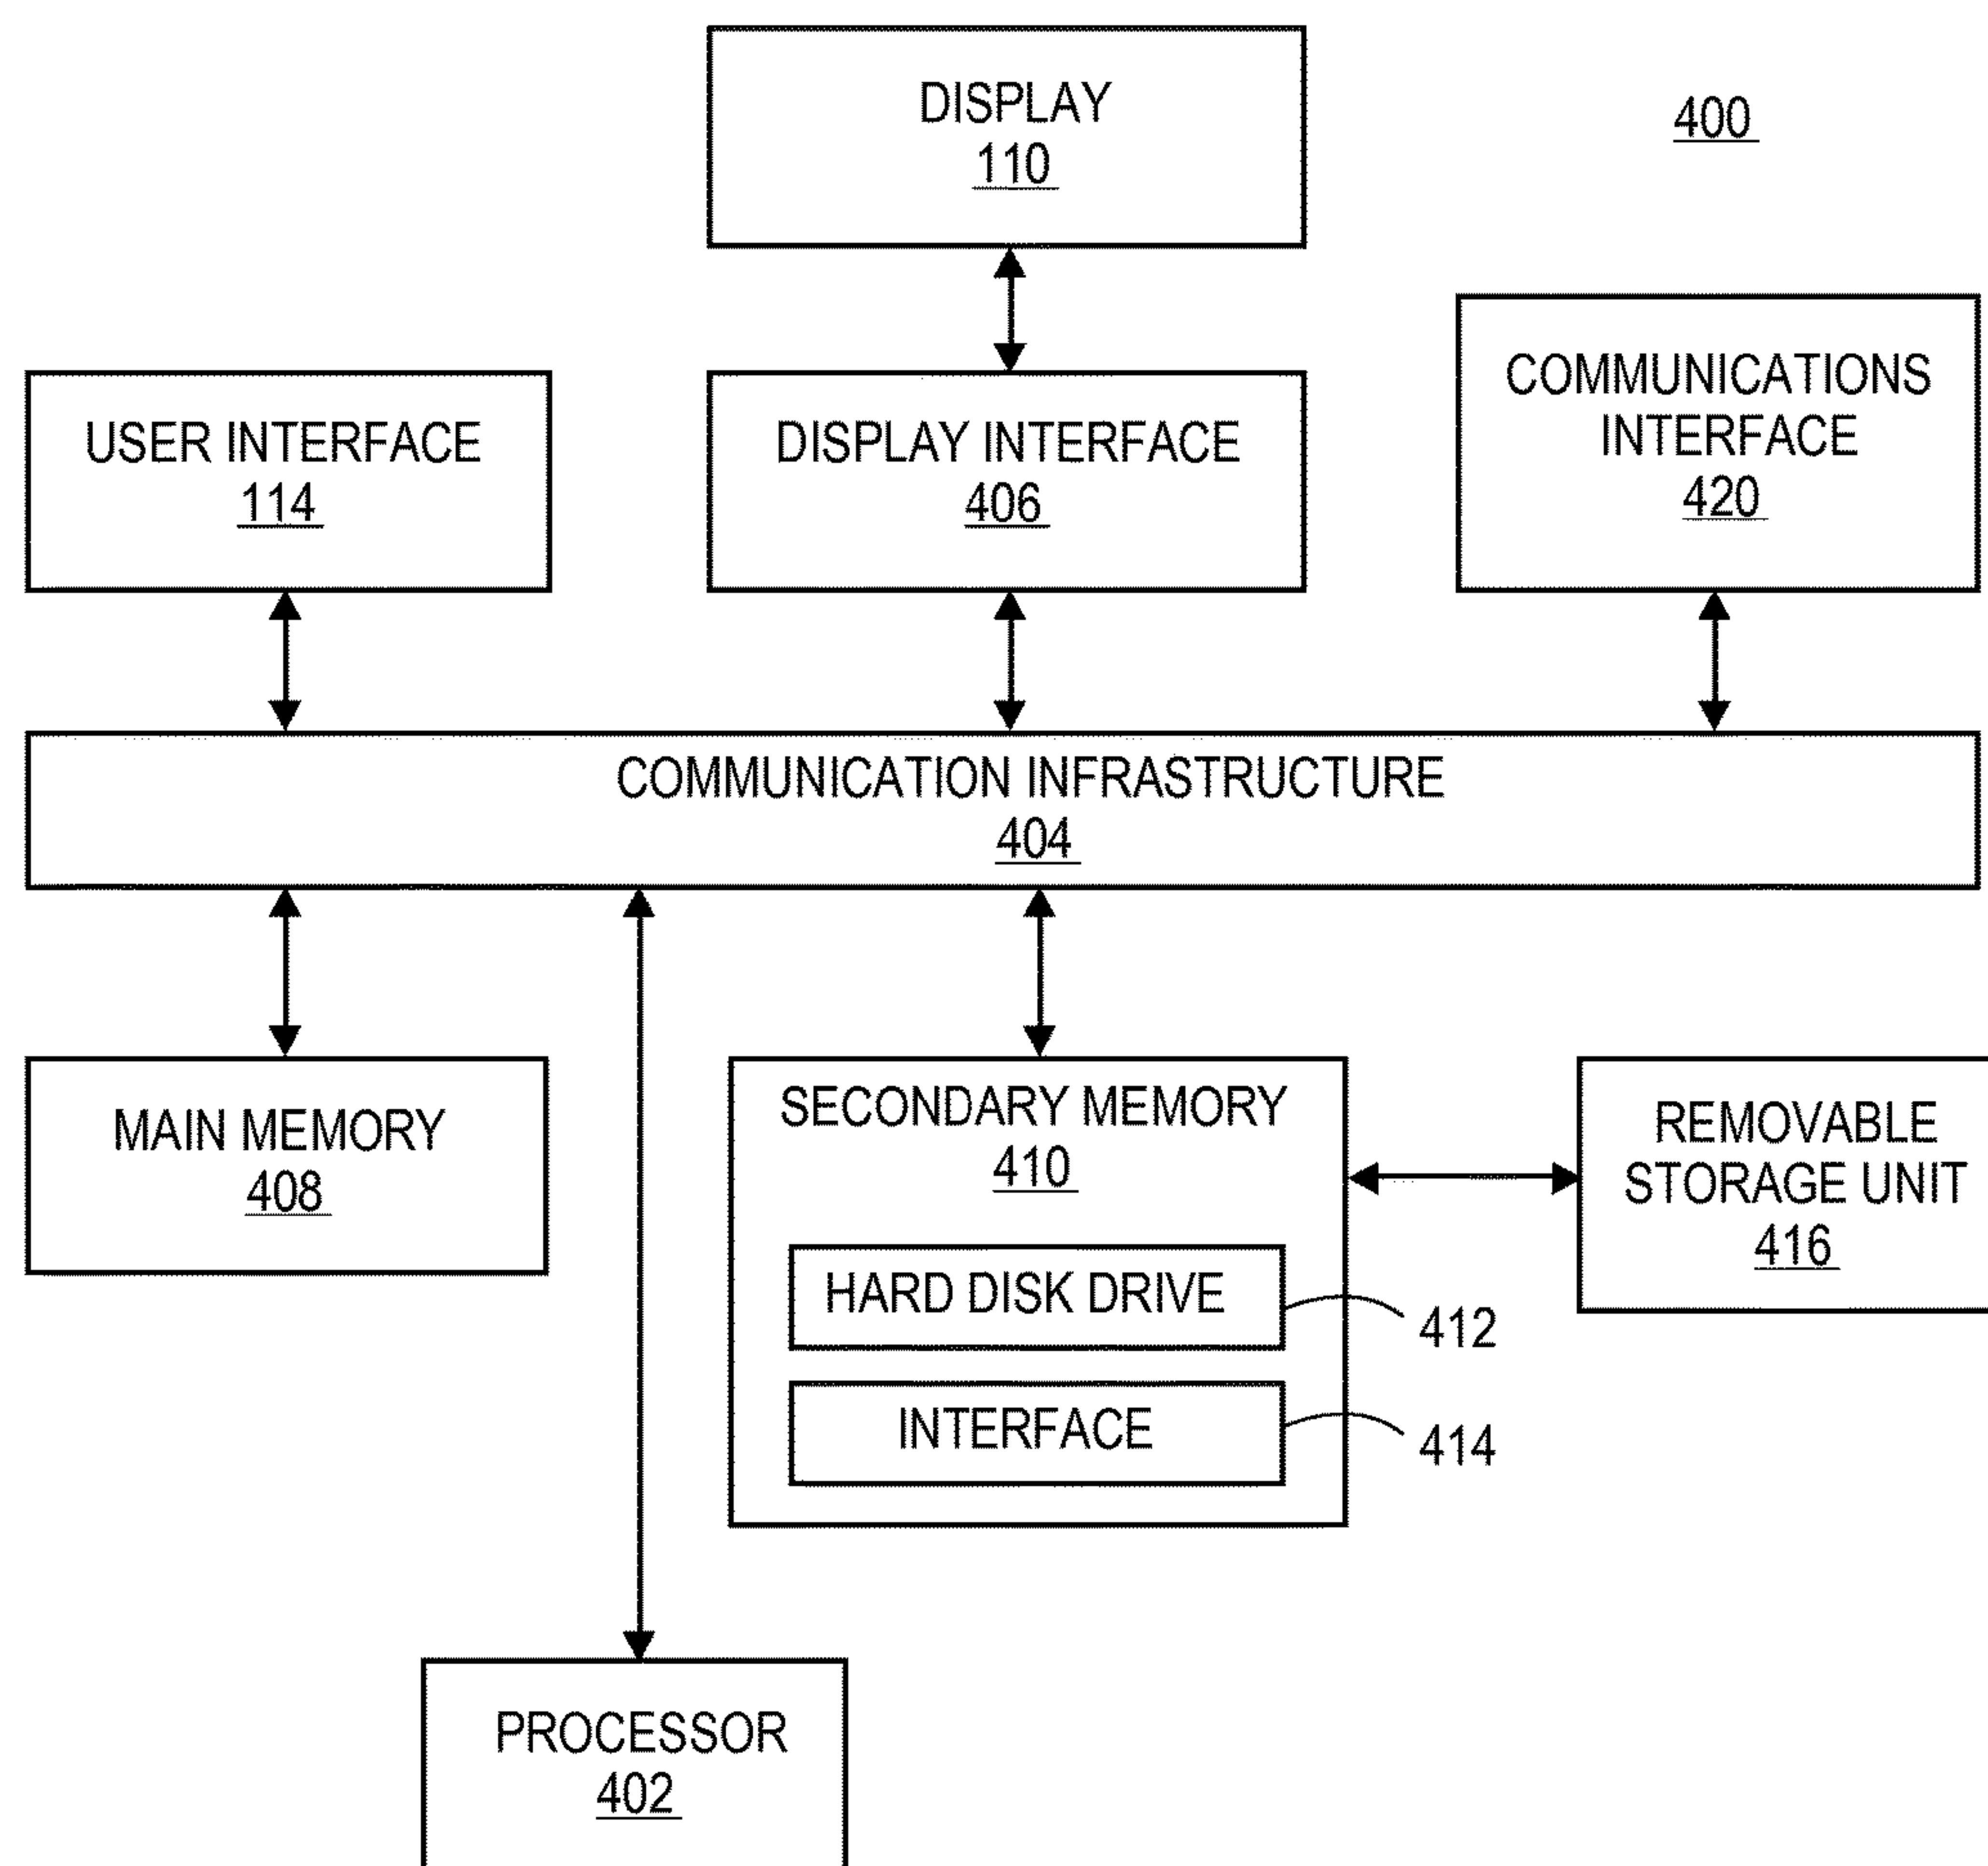 DISPLAY
110
400
USER INTERFACE
114
DISPLAY INTERFACE
406
COMMUNICATIONS
INTERFACE
420
COMMUNICATION INFRASTRUCTURE
404
MAIN MEMORY
408
SECONDARY MEMORY
410
HARD DISK DRIVE
412
INTERFACE
414
REMOVABLE
STORAGE UNIT
416
PROCESSOR
402